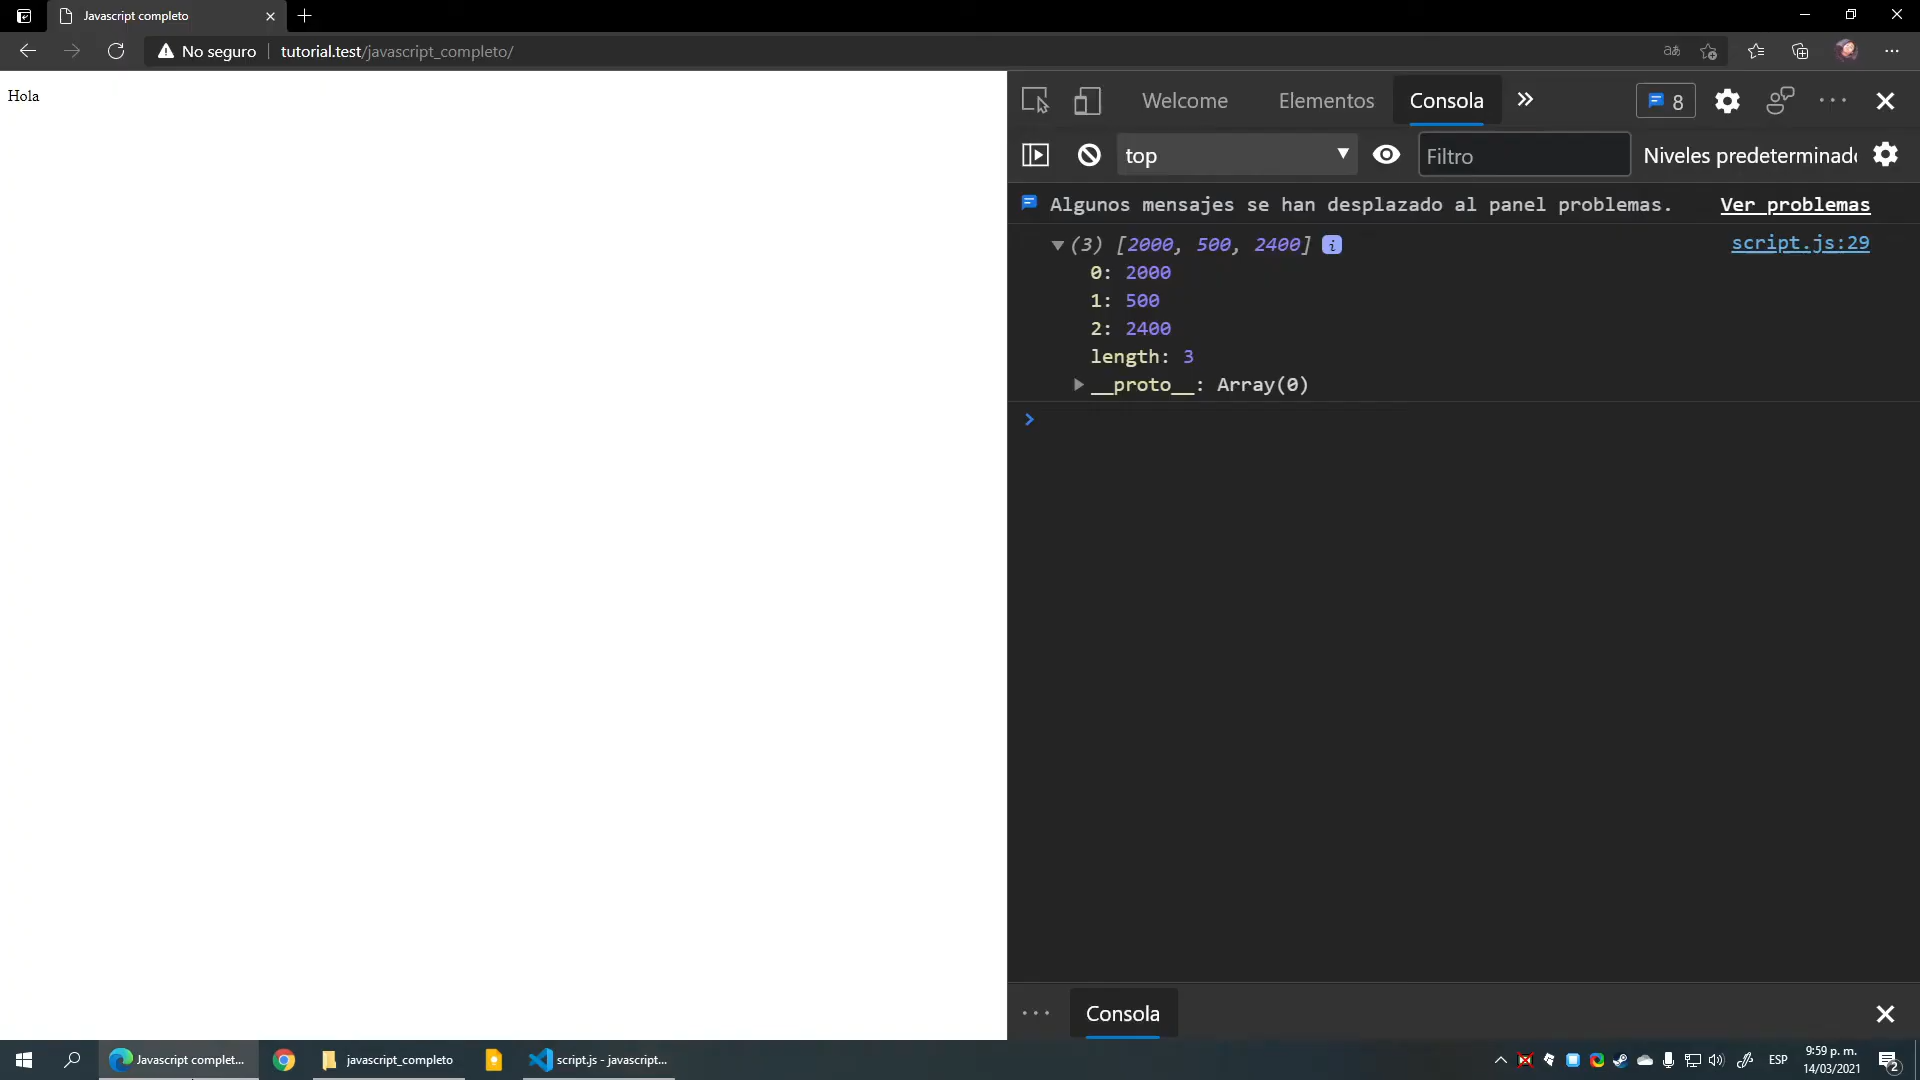 Javascript completo
No seguro
tutorial.test/javascript_completo/
Hola
Welcome
Elementos
Consola
8
top
Filtro
Niveles predeterminad
Algunos mensajes se han desplazado al panel problemas.
Ver problemas
(3) [2000, 500, 2400]
script.js:29
0: 2000
1: 500
2: 2400
length: 3
__proto__: Array(0)
Consola
Javascript complet...
javascript_completo
script.js - javascript...
ESP
9:59 p. m.
14/03/2021
2